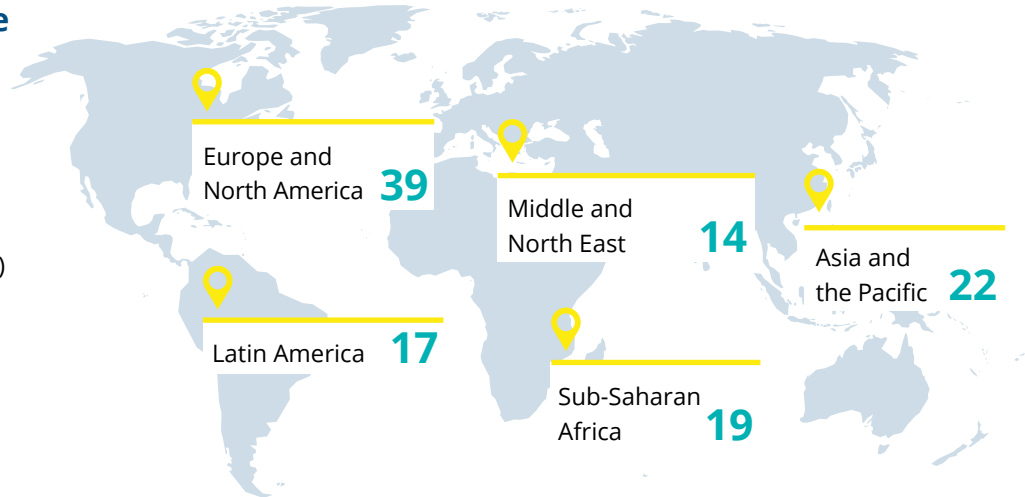 e
Europe and
North America 39
Middle and
North East 14
Asia and
the Pacific 22
)
Latin America 17
Sub-Saharan
Africa 19